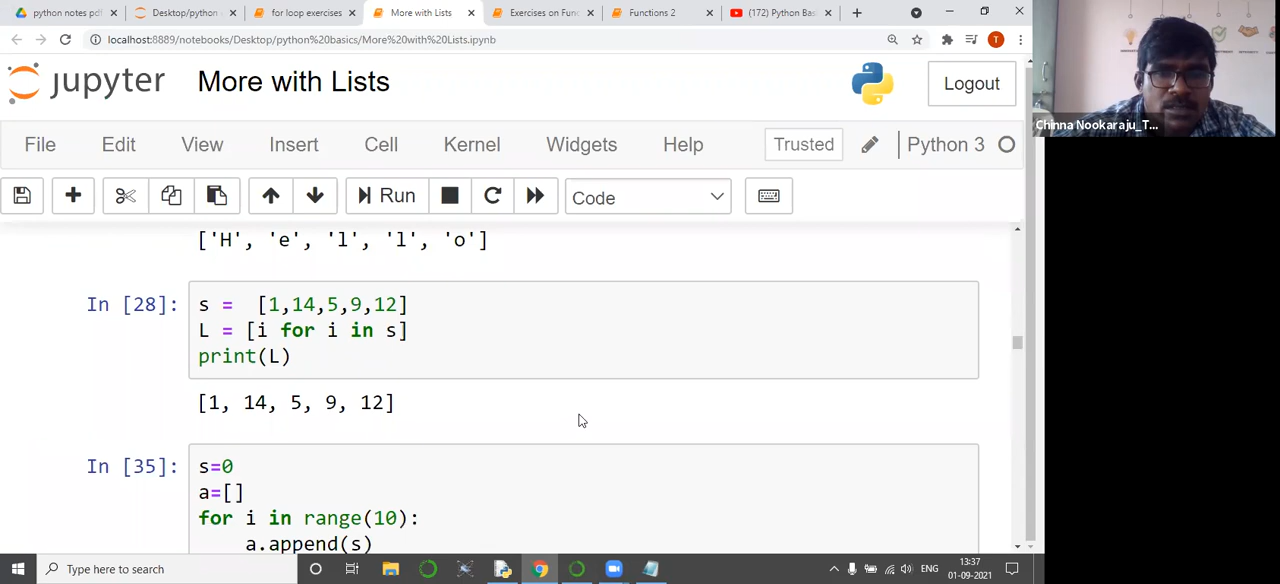 python notes pdf
Desktop/python
for loop exercises
More with Lists
Exercises on Func
Functions 2
(172) Python Bas
localhost:8889/notebooks/Desktop/python%20basics/More%20with%20Lists.ipynb
T
jupyter More with Lists
Logout
File Edit View Insert Cell Kernel Widgets Help Trusted Python 3
Run
Code
['H', 'e', 'l', 'l', 'o']
In [28]: s =  [1,14,5,9,12]
L = [i for i in s]
print(L)
[1, 14, 5, 9, 12]
In [35]: s=0
a=[]
for i in range(10):
a.append(s)
Chinna Nookaraju_T...
Type here to search
ENG
13:37
01-09-2021